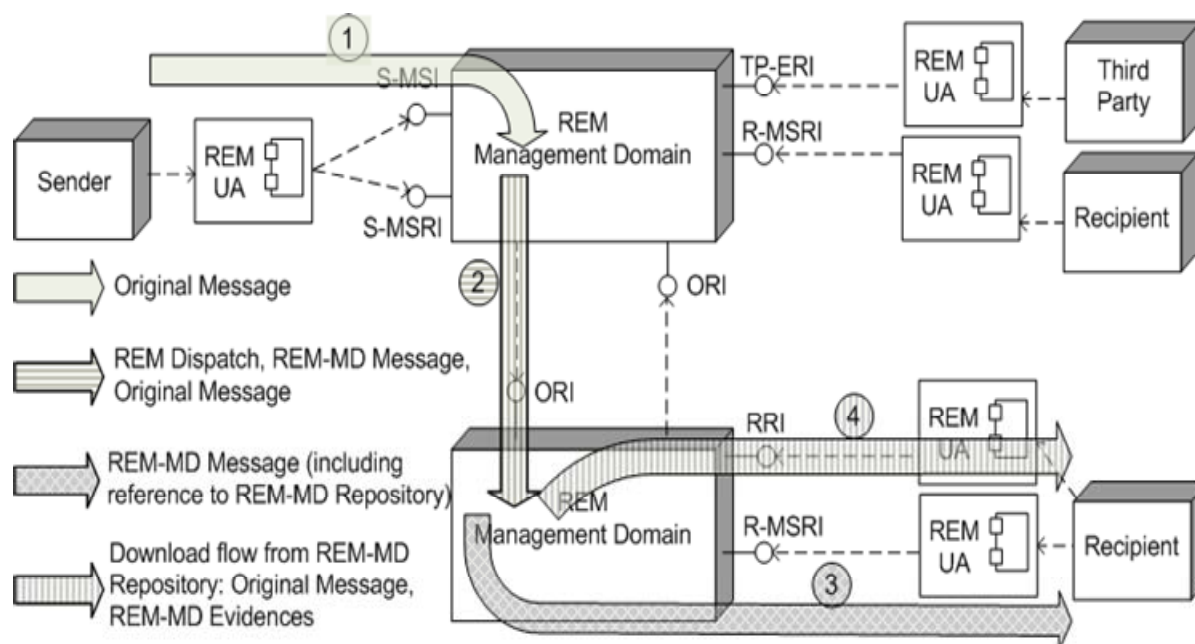 1
S-MSI
TP-ERI
REM
UA
Third
Party
REM
Management Domain
R-MSRI
Sender
REM
UA
REM
UA
Recipient
S-MSRI
Original Message
2
ORI
REM Dispatch, REM-MD Message,
Original Message
ORI
4
RRI
REM
UA
REM-MD Message (including
reference to REM-MD Repository)
REM
Management Domain
R-MSRI
REM
UA
Recipient
Download flow from REM-MD
Repository: Original Message,
REM-MD Evidences
3